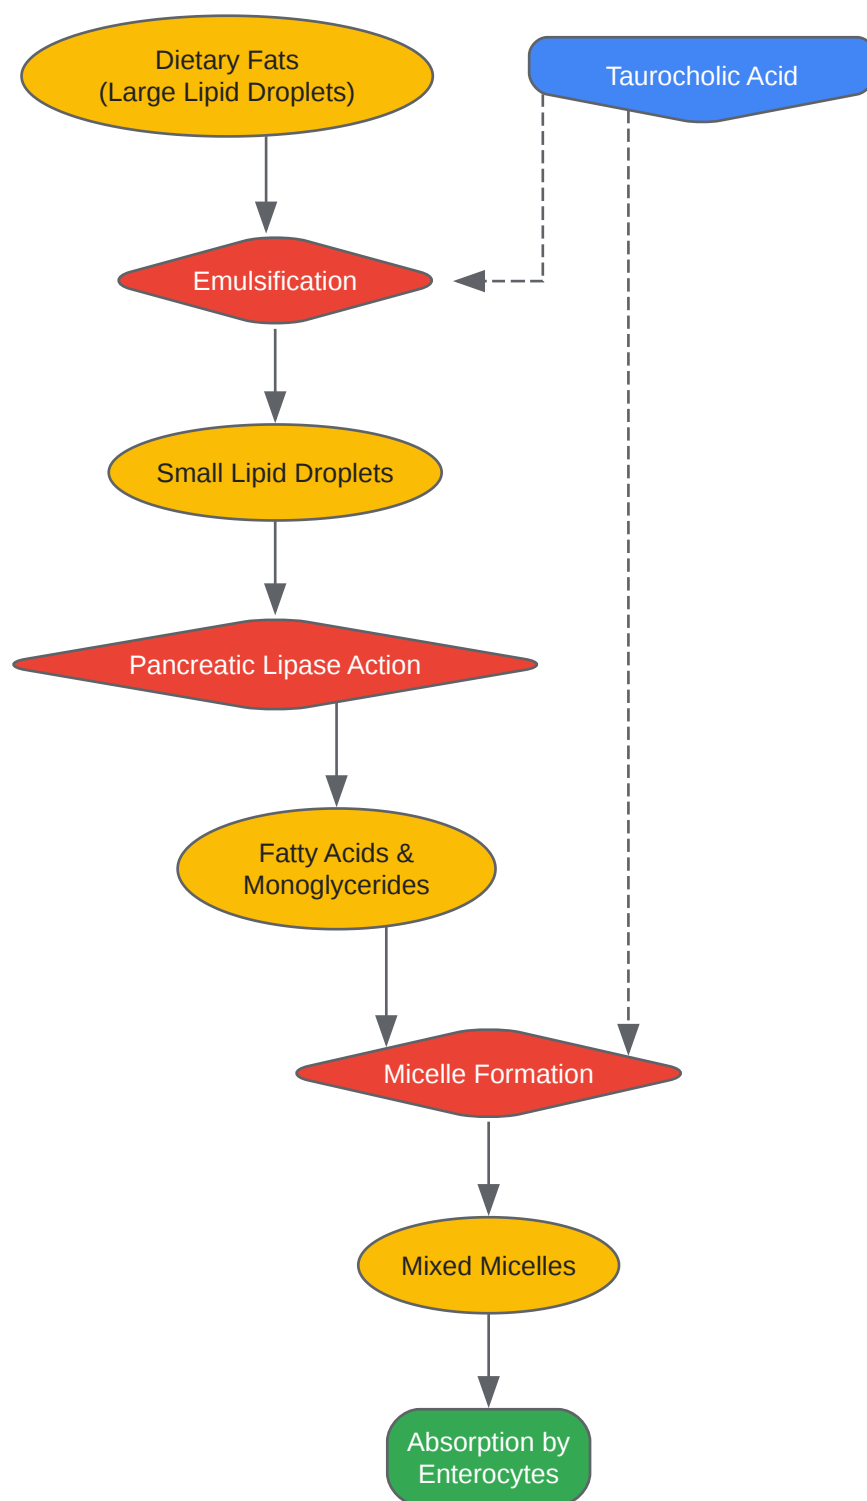 Dietary Fats
(Large Lipid Droplets)
Taurocholic Acid
Emulsification
Small Lipid Droplets
Pancreatic Lipase Action
Fatty Acids &
Monoglycerides
Micelle Formation
Mixed Micelles
Absorption by
Enterocytes